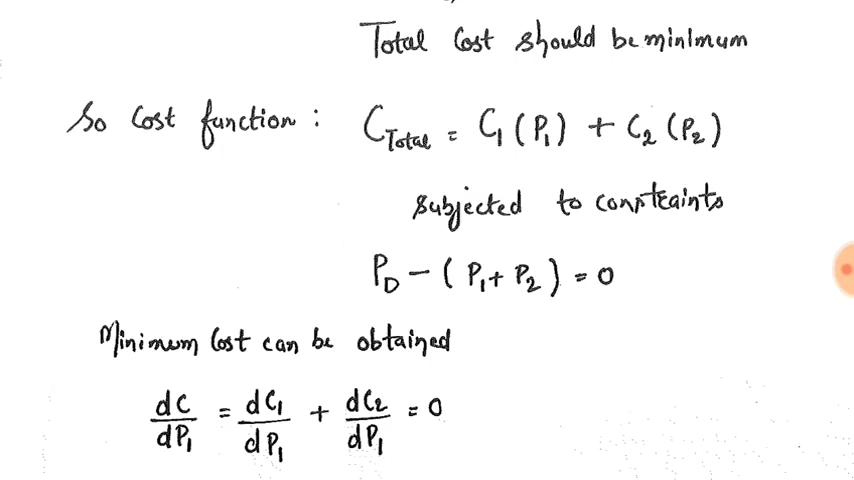 Total Cost should be minimum
So Cost function : C_Total = C₁(P₁) + C₂(P₂)
subjected to constraints
P_D − (P₁ + P₂) = 0
Minimum Cost can be obtained
dC/dP₁ = dC₁/dP₁ + dC₂/dP₁ = 0